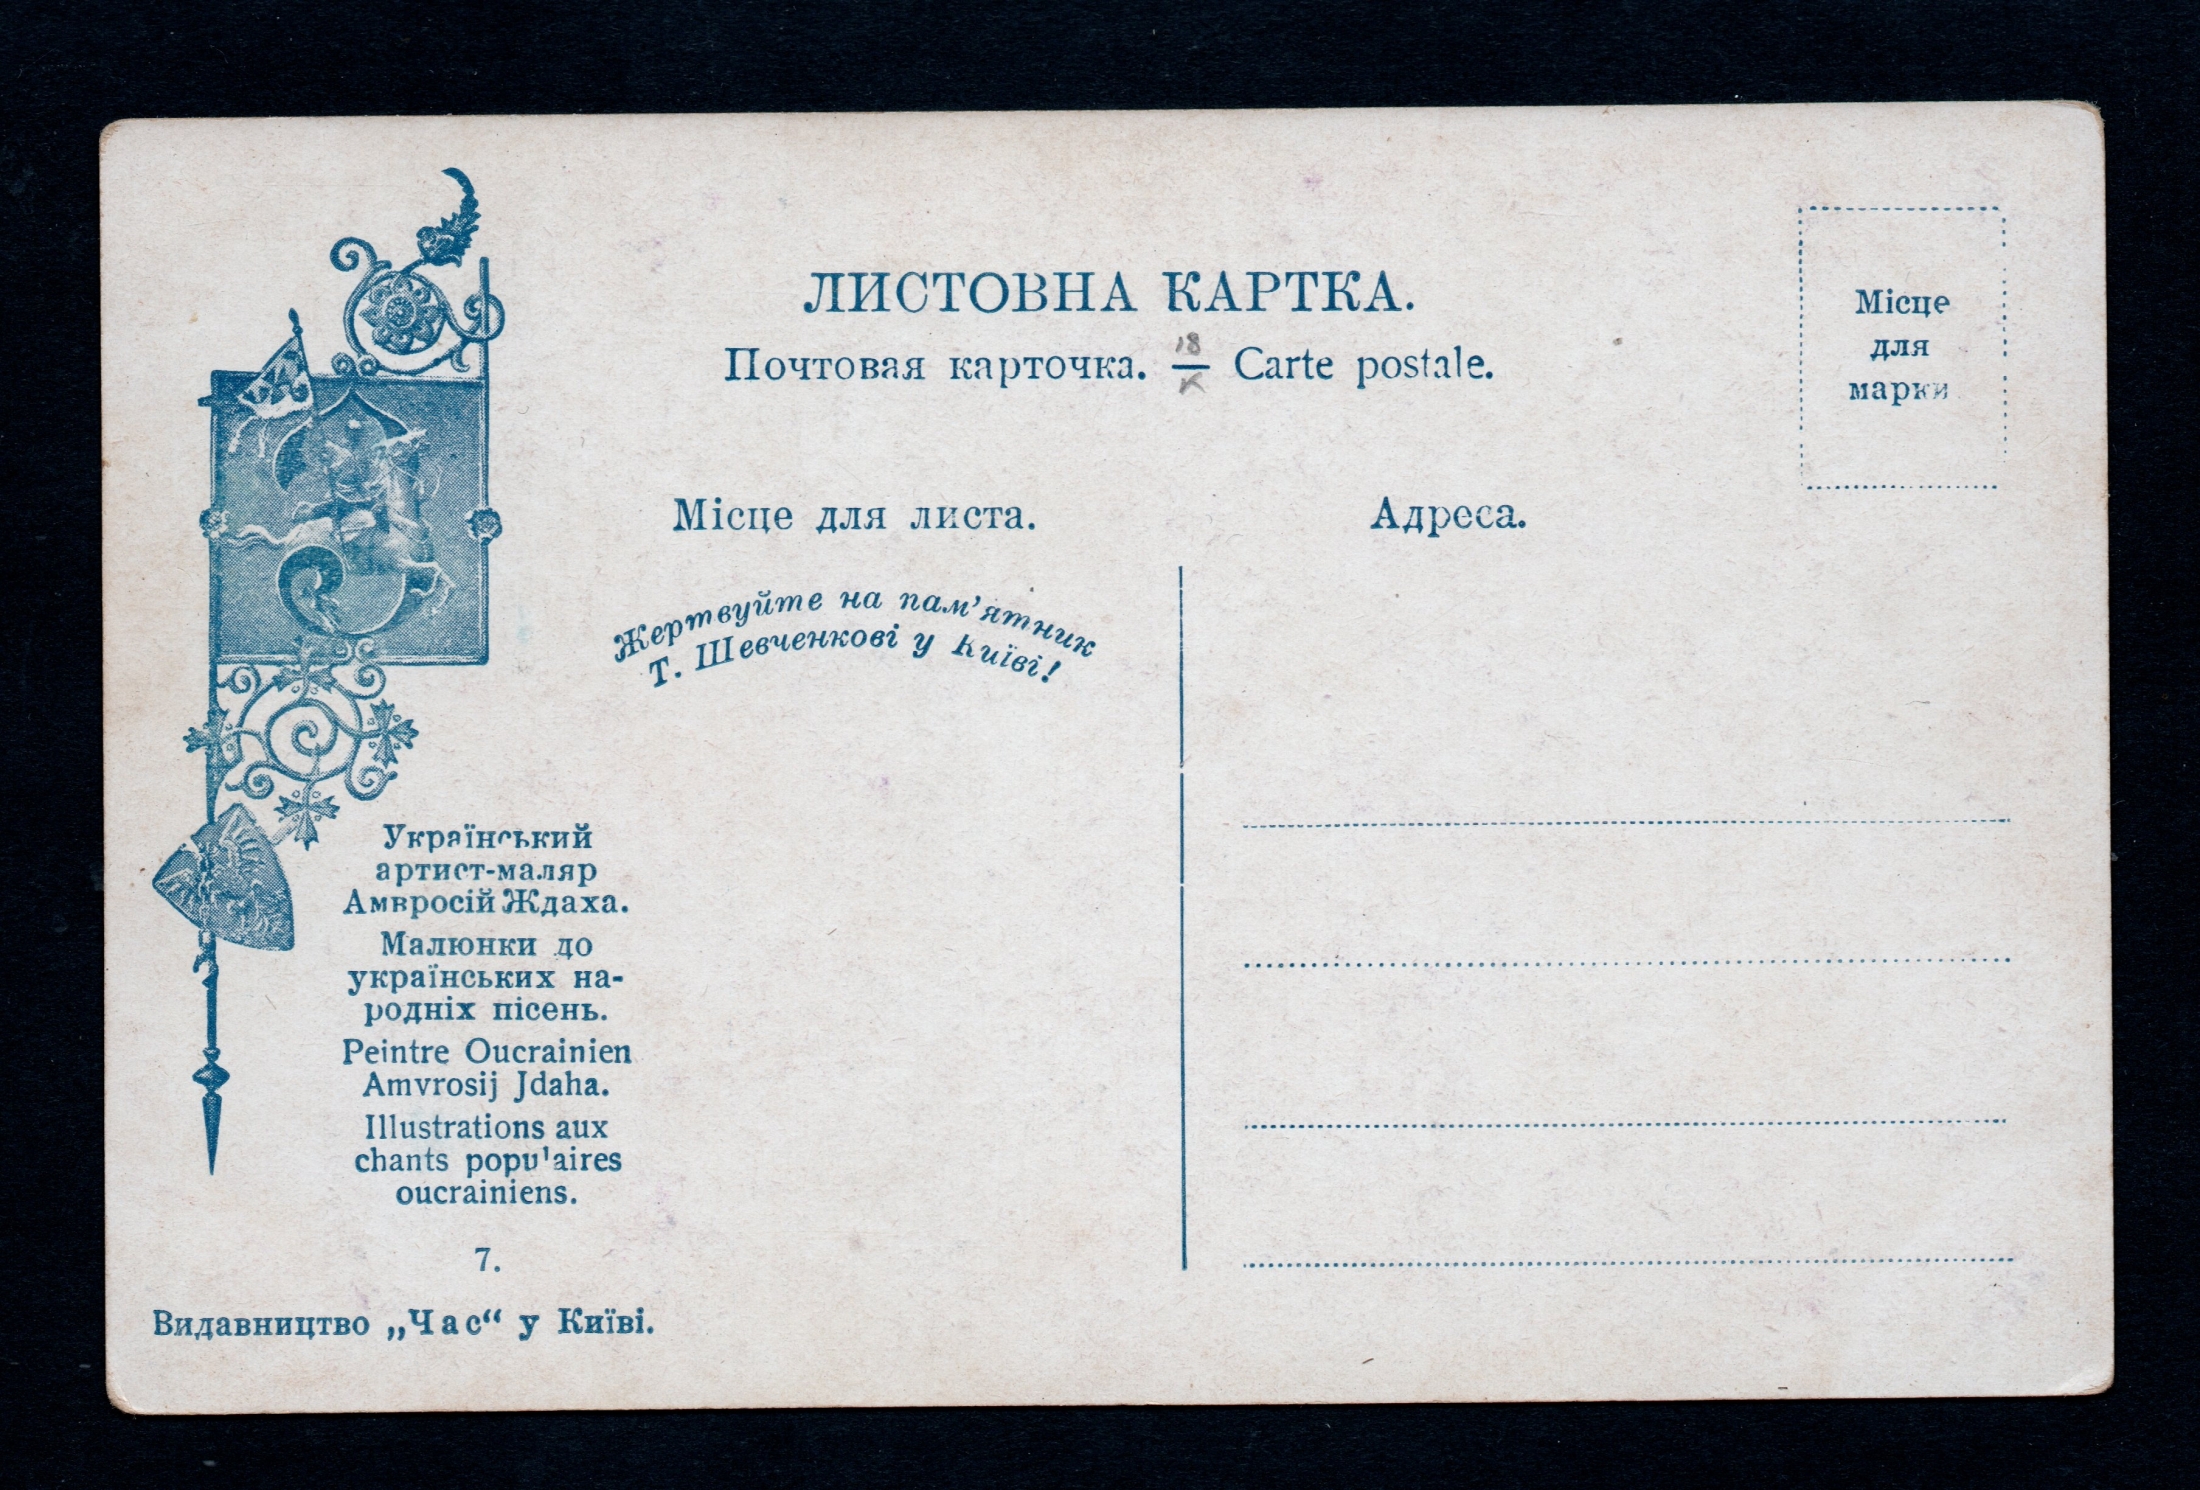 ЛИСТОВНА КАРТКА.
Почтовая карточка. — Carte postale.
18
К
Місце
для
марки
Місце для листа.
Адреса.
Жертвуйте на пам'ятник
Т. Шевченкові у Київі!
Український
артист-маляр
Амвросій Ждаха.
Малюнки до
українських на-
родніх пісень.
Peintre Oucrainien
Amvrosij Jdaha.
Illustrations aux
chants populaires
oucrainiens.
7.
Видавництво „Час“ у Київі.